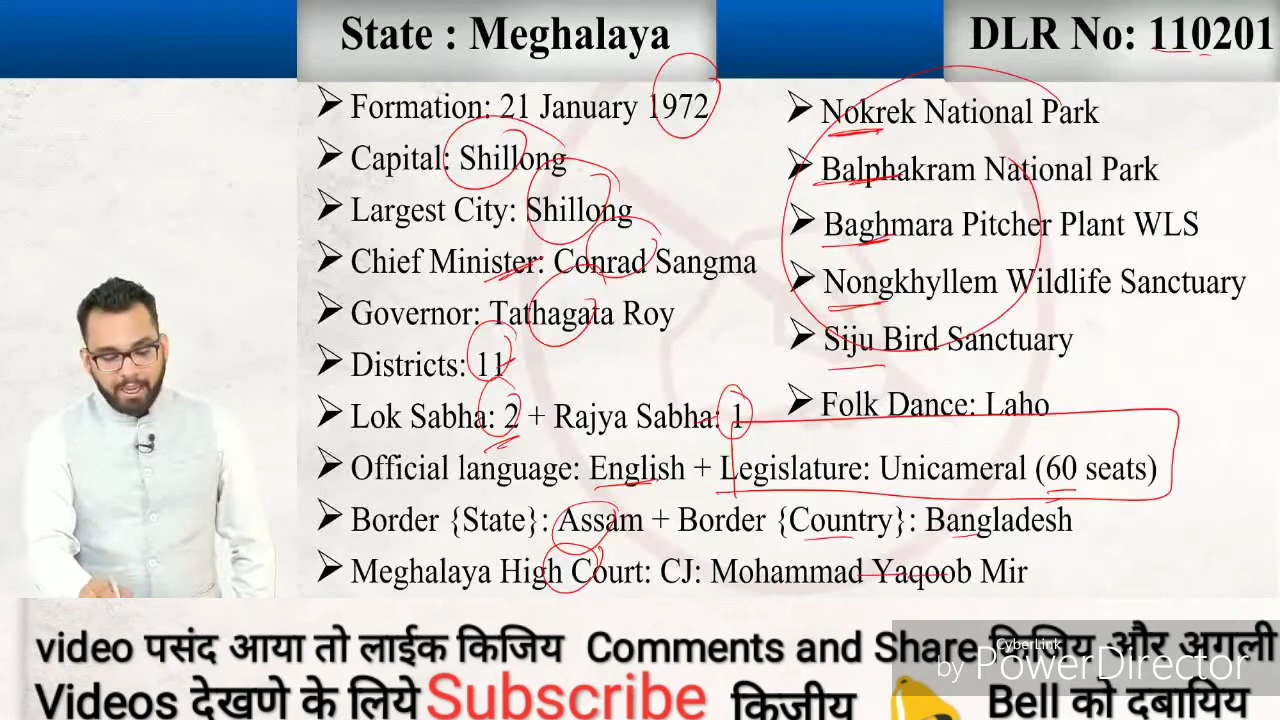 State : Meghalaya
DLR No: 110201
Formation: 21 January 1972
Capital: Shillong
Largest City: Shillong
Chief Minister: Conrad Sangma
Governor: Tathagata Roy
Districts: 11
Lok Sabha: 2 + Rajya Sabha: 1
Official language: English + Legislature: Unicameral (60 seats)
Border {State}: Assam + Border {Country}: Bangladesh
Meghalaya High Court: CJ: Mohammad Yaqoob Mir
Nokrek National Park
Balphakram National Park
Baghmara Pitcher Plant WLS
Nongkhyllem Wildlife Sanctuary
Siju Bird Sanctuary
Folk Dance: Laho
video पसंद आया तो लाईक किजिय Comments and Share किजिय और अगली
Videos देखणे के लिये Subscribe किजीय Bell को दबायिय
CyberLink
by PowerDirector